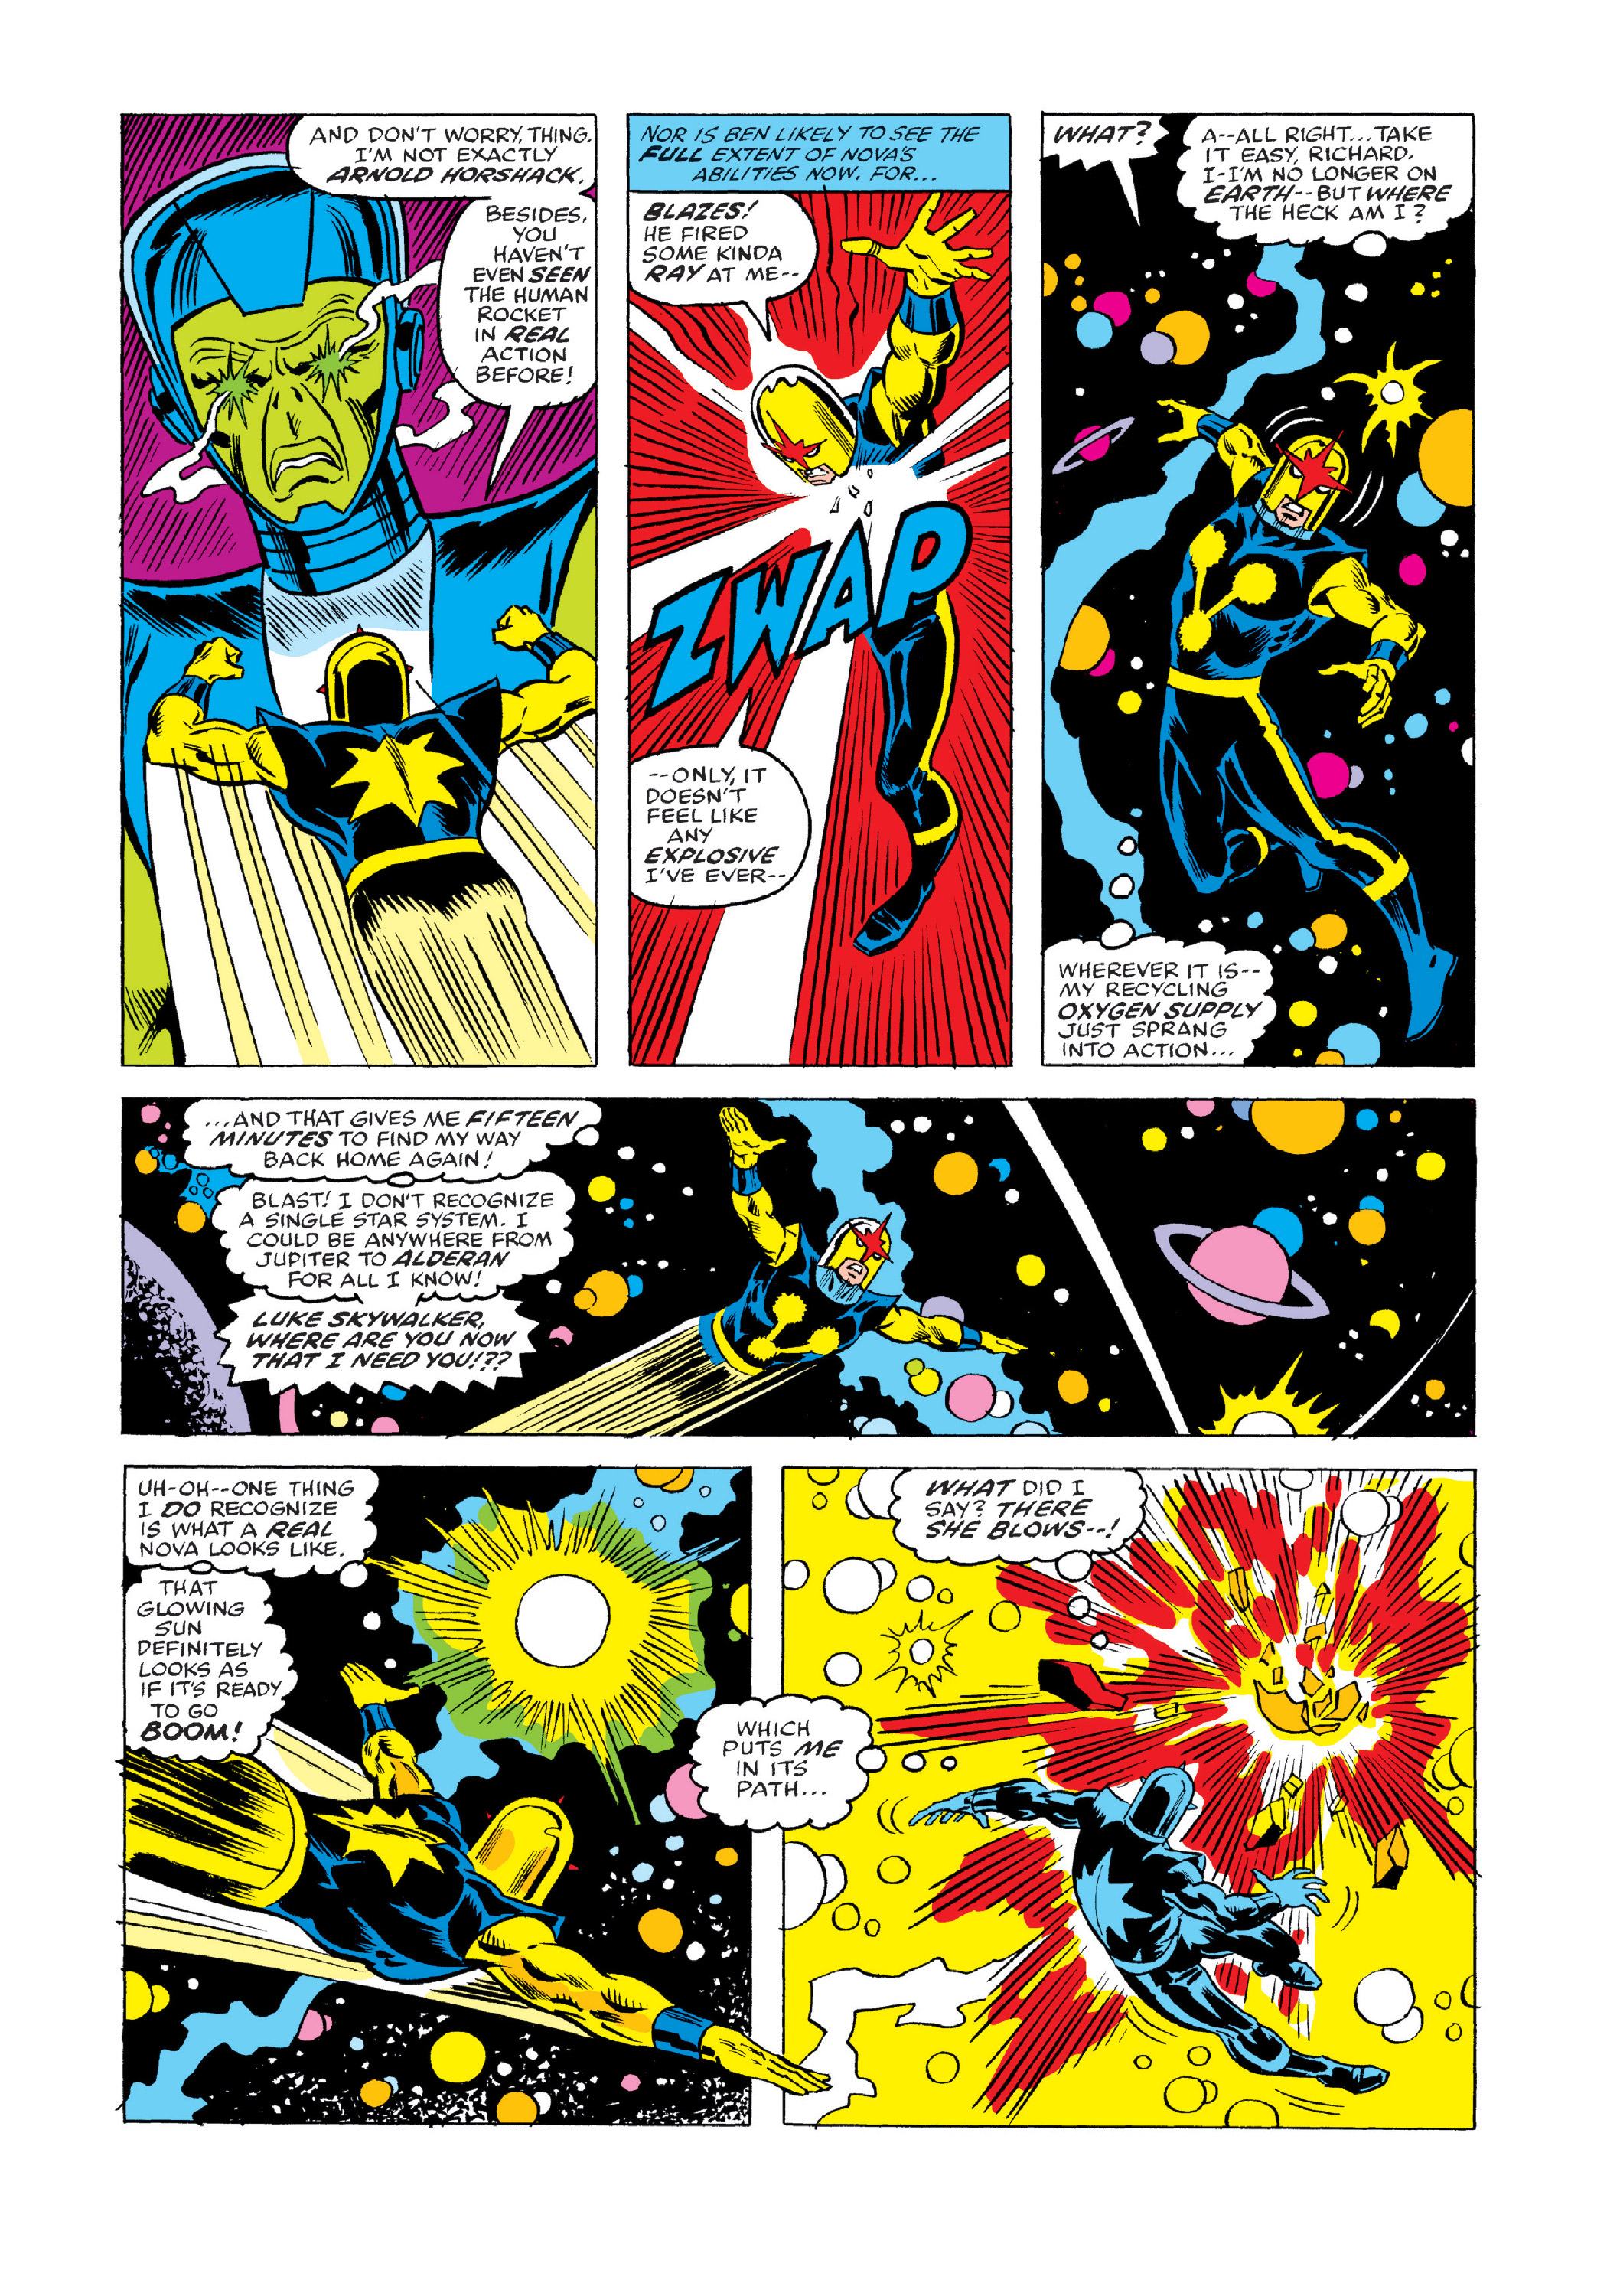 AND DON'T WORRY, THING.
I'M NOT EXACTLY
ARNOLD HORSHACK.
BESIDES,
YOU
HAVEN'T
EVEN SEEN
THE HUMAN
ROCKET
IN REAL
ACTION
BEFORE!
NOR IS BEN LIKELY TO SEE THE
FULL EXTENT OF NOVA'S
ABILITIES NOW. FOR...
BLAZES!
HE FIRED
SOME KINDA
RAY AT ME--
ZWAP
--ONLY, IT
DOESN'T
FEEL LIKE
ANY
EXPLOSIVE
I'VE EVER--
WHAT?
A--ALL RIGHT...TAKE
IT EASY, RICHARD.
I-I'M NO LONGER ON
EARTH--BUT WHERE
THE HECK AM I?
WHEREVER IT IS--
MY RECYCLING
OXYGEN SUPPLY
JUST SPRANG
INTO ACTION...
...AND THAT GIVES ME FIFTEEN
MINUTES TO FIND MY WAY
BACK HOME AGAIN!
BLAST! I DON'T RECOGNIZE
A SINGLE STAR SYSTEM. I
COULD BE ANYWHERE FROM
JUPITER TO ALDERAN
FOR ALL I KNOW!
LUKE SKYWALKER,
WHERE ARE YOU NOW
THAT I NEED YOU!??
UH-OH--ONE THING
I DO RECOGNIZE
IS WHAT A REAL
NOVA LOOKS LIKE.
THAT
GLOWING
SUN
DEFINITELY
LOOKS AS
IF IT'S READY
TO GO
BOOM!
WHICH
PUTS ME
IN ITS
PATH...
WHAT DID I
SAY? THERE
SHE BLOWS--!